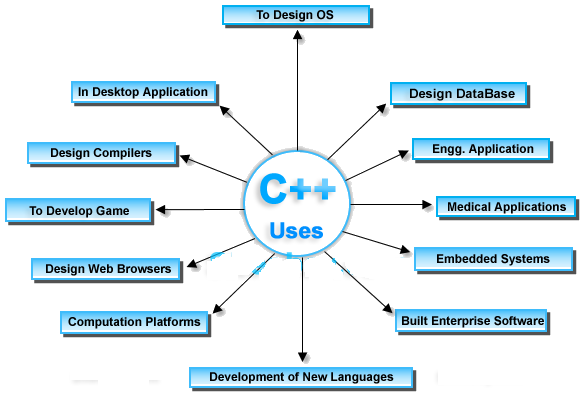 To Design OS
In Desktop Application
Design DataBase
Design Compilers
Engg. Application
C++
Uses
To Develop Game
Medical Applications
Design Web Browsers
Embedded Systems
Computation Platforms
Built Enterprise Software
Development of New Languages